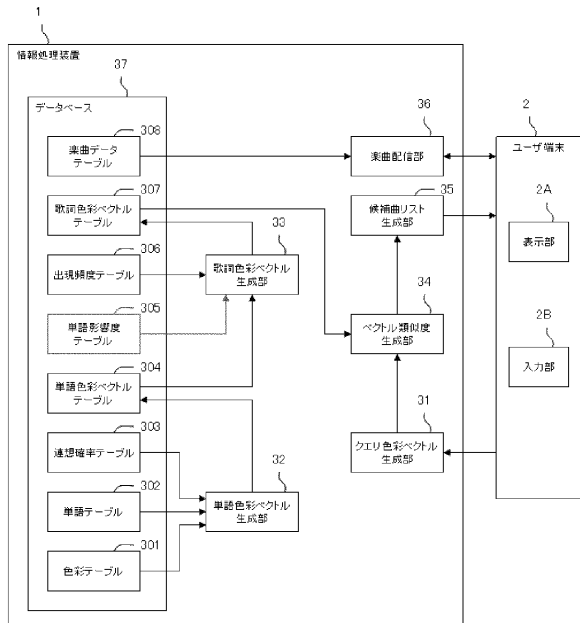 1
情報処理装置
37
データベース
308
楽曲データ
テーブル
307
歌詞色彩ベクトル
テーブル
306
出現頻度テーブル
305
単語影響度
テーブル
304
単語色彩ベクトル
テーブル
303
連想確率テーブル
302
単語テーブル
301
色彩テーブル
33
歌詞色彩ベクトル
生成部
32
単語色彩ベクトル
生成部
36
楽曲配信部
35
候補曲リスト
生成部
34
ベクトル類似度
生成部
31
クエリ色彩ベクトル
生成部
2
ユーザ端末
2A
表示部
2B
入力部